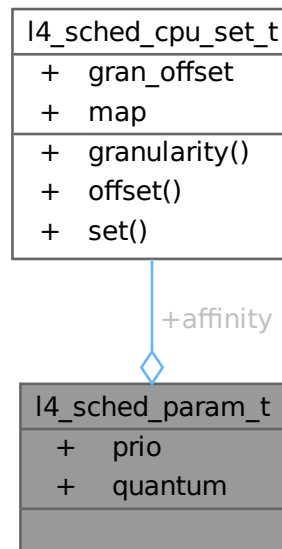 l4_sched_cpu_set_t
+ gran_offset
+ map
+ granularity()
+ offset()
+ set()
+affinity
l4_sched_param_t
+ prio
+ quantum